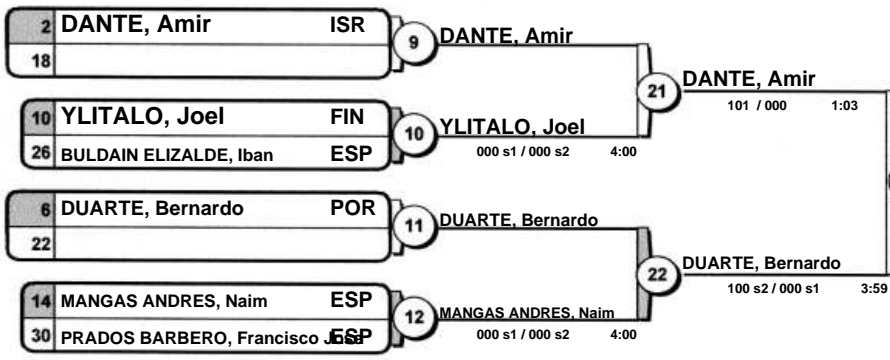 2 DANTE, Amir ISR
18
9 DANTE, Amir
21 DANTE, Amir
101 / 000 1:03
10 YLITALO, Joel FIN
26 BULDAIN ELIZALDE, Iban ESP
10 YLITALO, Joel
000 s1 / 000 s2 4:00
6 DUARTE, Bernardo POR
22
11 DUARTE, Bernardo
22 DUARTE, Bernardo
100 s2 / 000 s1 3:59
14 MANGAS ANDRES, Naim ESP
30 PRADOS BARBERO, Francisco Jose ESP
12 MANGAS ANDRES, Naim
000 s1 / 000 s2 4:00